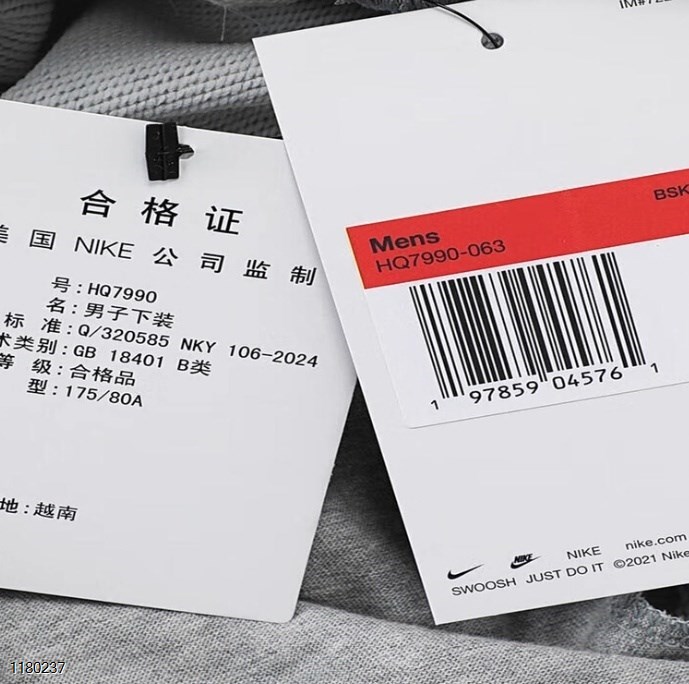 合格证
美国 NIKE 公司监制
号:HQ7990
名:男子下装
标 准:Q/320585 NKY 106-2024
术类别:GB 18401 B类
等 级:合格品
型:175/80A
地:越南
IM#722
BSK
Mens
HQ7990-063
1 97859 04576 1
NIKE
NIKE nike.com
SWOOSH JUST DO IT ©2021 Nike
1180237